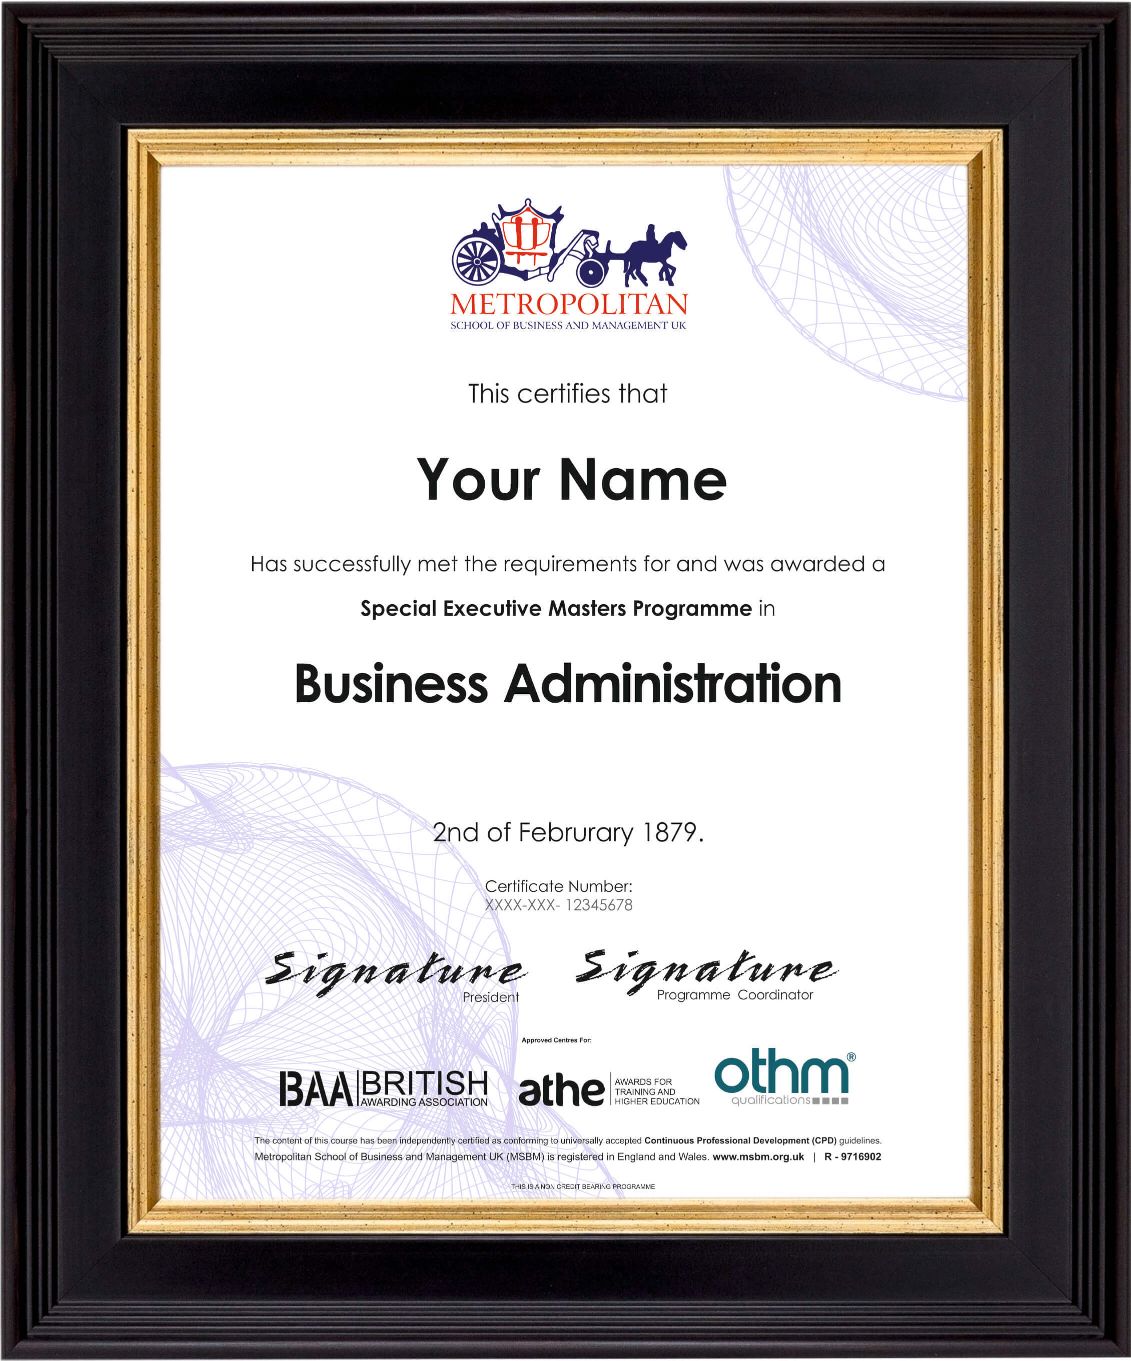 METROPOLITAN
SCHOOL OF BUSINESS AND MANAGEMENT UK
This certifies that
Your Name
Has successfully met the requirements for and was awarded a
Special Executive Masters Programme in
Business Administration
2nd of Februrary 1879.
Certificate Number:
XXXX-XXX- 12345678
Signature Signature
President Programme Coordinator
Approved Centres For:
BAA BRITISH AWARDING ASSOCIATION
athe AWARDS FOR TRAINING AND HIGHER EDUCATION
othm® qualifications
The content of this course has been independently certified as conforming to universally accepted Continuous Professional Development (CPD) guidelines.
Metropolitan School of Business and Management UK (MSBM) is registered in England and Wales. www.msbm.org.uk | R - 9716902
THIS IS A NON CREDIT BEARING PROGRAMME